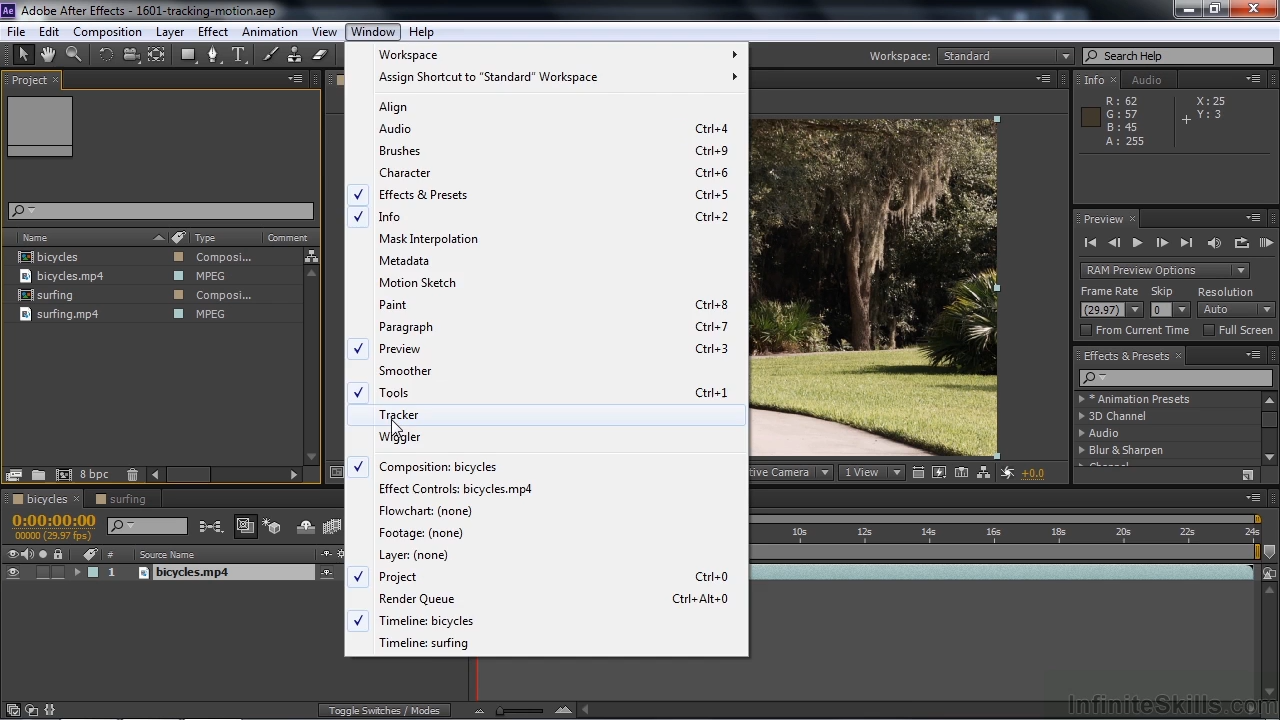 Ae Adobe After Effects - 1601-tracking-motion.aep
File Edit Composition Layer Effect Animation View Window Help
Workspace: Standard Search Help
Project
Name Type Comment
bicycles Composi...
bicycles.mp4 MPEG
surfing Composi...
surfing.mp4 MPEG
8 bpc
Workspace
Assign Shortcut to “Standard” Workspace
Align
Audio Ctrl+4
Brushes Ctrl+9
Character Ctrl+6
Effects & Presets Ctrl+5
Info Ctrl+2
Mask Interpolation
Metadata
Motion Sketch
Paint Ctrl+8
Paragraph Ctrl+7
Preview Ctrl+3
Smoother
Tools Ctrl+1
Tracker
Wiggler
Composition: bicycles
Effect Controls: bicycles.mp4
Flowchart: (none)
Footage: (none)
Layer: (none)
Project Ctrl+0
Render Queue Ctrl+Alt+0
Timeline: bicycles
Timeline: surfing
Info Audio
R: 62 X: 25
G: 57 Y: 3
B: 45
A: 255
Preview
RAM Preview Options
Frame Rate Skip Resolution
(29.97) 0 Auto
From Current Time Full Screen
Effects & Presets
* Animation Presets
3D Channel
Audio
Blur & Sharpen
Channel
tive Camera 1 View +0.0
bicycles surfing
0:00:00:00
00000 (29.97 fps)
# Source Name
1 bicycles.mp4
10s 14s 18s 20s 22s 24s
Toggle Switches / Modes
InfiniteSkills.com